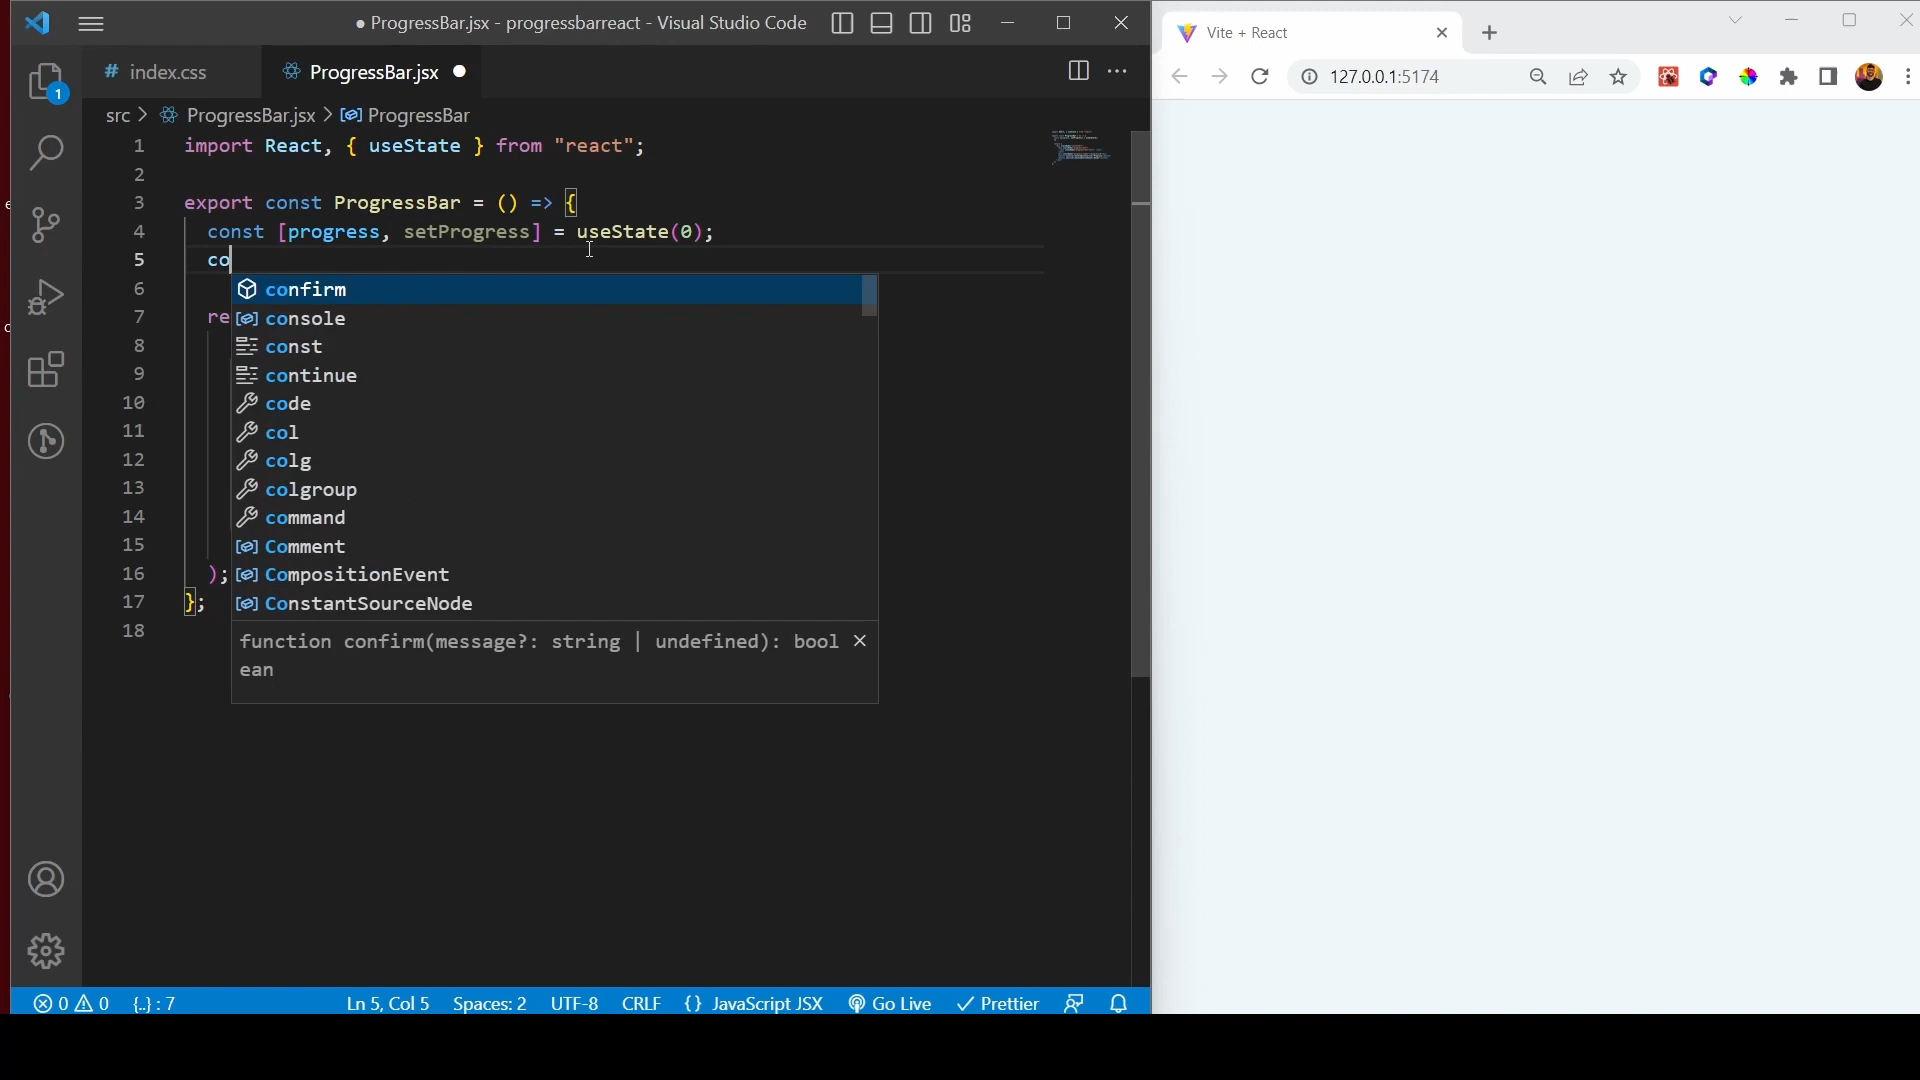 ProgressBar.jsx - progressbarreact - Visual Studio Code
Vite + React
# index.css
ProgressBar.jsx
127.0.0.1:5174
1
src > ProgressBar.jsx > ProgressBar
1 import React, { useState } from "react";
2
3 export const ProgressBar = () => {
4 const [progress, setProgress] = useState(0);
5 co
6 confirm
7 re console
8 const
9 continue
10 code
11 col
12 colg
13 colgroup
14 command
15 Comment
16 ); CompositionEvent
17 }; ConstantSourceNode
18
function confirm(message?: string | undefined): bool
ean
0 0 {..} : 7 Ln 5, Col 5 Spaces: 2 UTF-8 CRLF {} JavaScript JSX Go Live Prettier